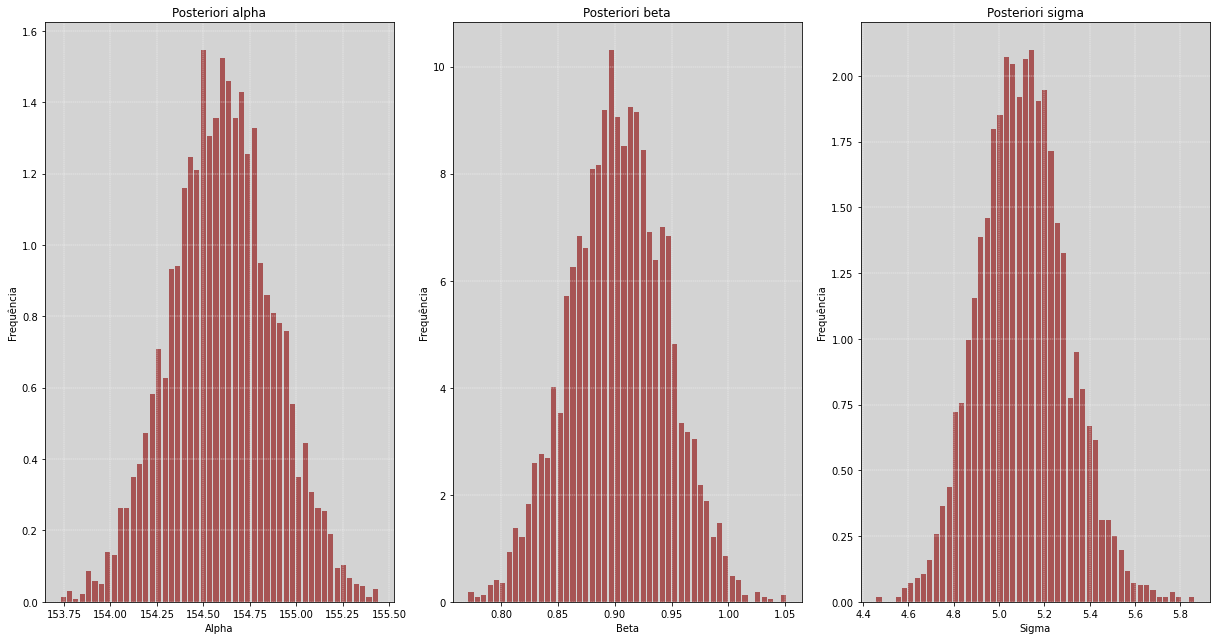 Posteriori alpha
1.6
1.4
1.2
1.0
0.8
0.6
0.4
0.2
0.0
Frequência
153.75 154.00 154.25 154.50 154.75 155.00 155.25 155.50
Alpha
Posteriori beta
10
8
6
4
2
0
Frequência
0.80 0.85 0.90 0.95 1.00 1.05
Beta
Posteriori sigma
2.00
1.75
1.50
1.25
1.00
0.75
0.50
0.25
0.00
Frequência
4.4 4.6 4.8 5.0 5.2 5.4 5.6 5.8
Sigma